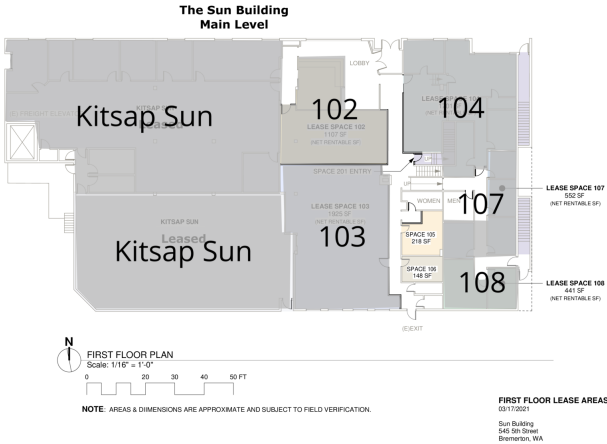 The Sun Building
Main Level
LOBBY
KITSAP SUN
Leased
Kitsap Sun
102
LEASE SPACE 102
1107 SF
(NET RENTABLE SF)
104
SPACE 201 ENTRY
UP
LEASE SPACE 107
552 SF
(NET RENTABLE SF)
107
WOMEN
MEN
LEASE SPACE 103
1925 SF
(NET RENTABLE SF)
103
KITSAP SUN
Leased
Kitsap Sun
SPACE 105
218 SF
SPACE 106
148 SF
108
LEASE SPACE 108
441 SF
(NET RENTABLE SF)
(E)EXIT
N
FIRST FLOOR PLAN
Scale: 1/16" = 1'-0"
0 20 30 40 50 FT
NOTE: AREAS & DIIMENSIONS ARE APPROXIMATE AND SUBJECT TO FIELD VERIFICATION.
FIRST FLOOR LEASE AREAS
03/17/2021
Sun Building
545 5th Street
Bremerton, WA